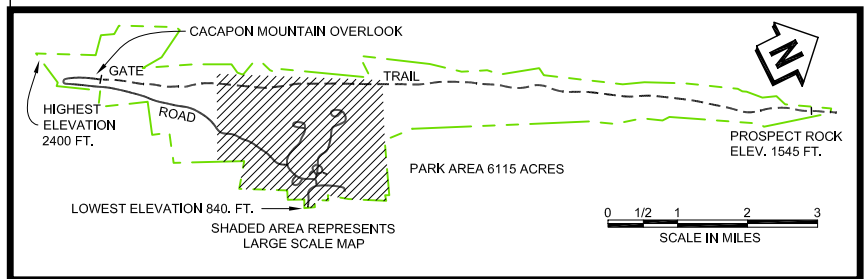 CACAPON MOUNTAIN OVERLOOK
N
GATE
TRAIL
HIGHEST
ELEVATION
2400 FT.
ROAD
PROSPECT ROCK
ELEV. 1545 FT.
PARK AREA 6115 ACRES
LOWEST ELEVATION 840. FT.
SHADED AREA REPRESENTS
LARGE SCALE MAP
0 1/2 1 2 3
SCALE IN MILES